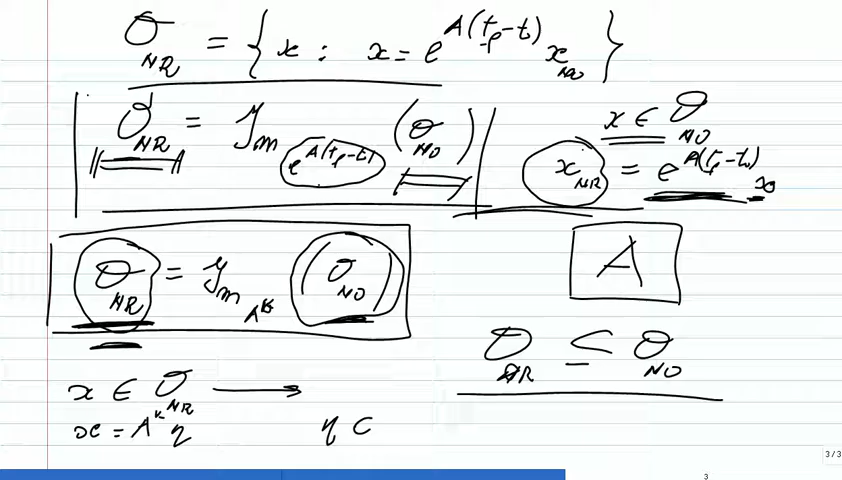 O_NR = { x : x = e^{A(t_f - t_0)} x_NO }
O_NR = Im_{e^{A(t_f - t)}} (O_NO)
x ∈ O_NO
x_NR = e^{A(t_f - t_0)} x_0
O_NR = Im_{A^k} (O_NO)
A
O_NR ⊆ O_NO
x ∈ O_NR →
x = A^k η
η C
3/3
3